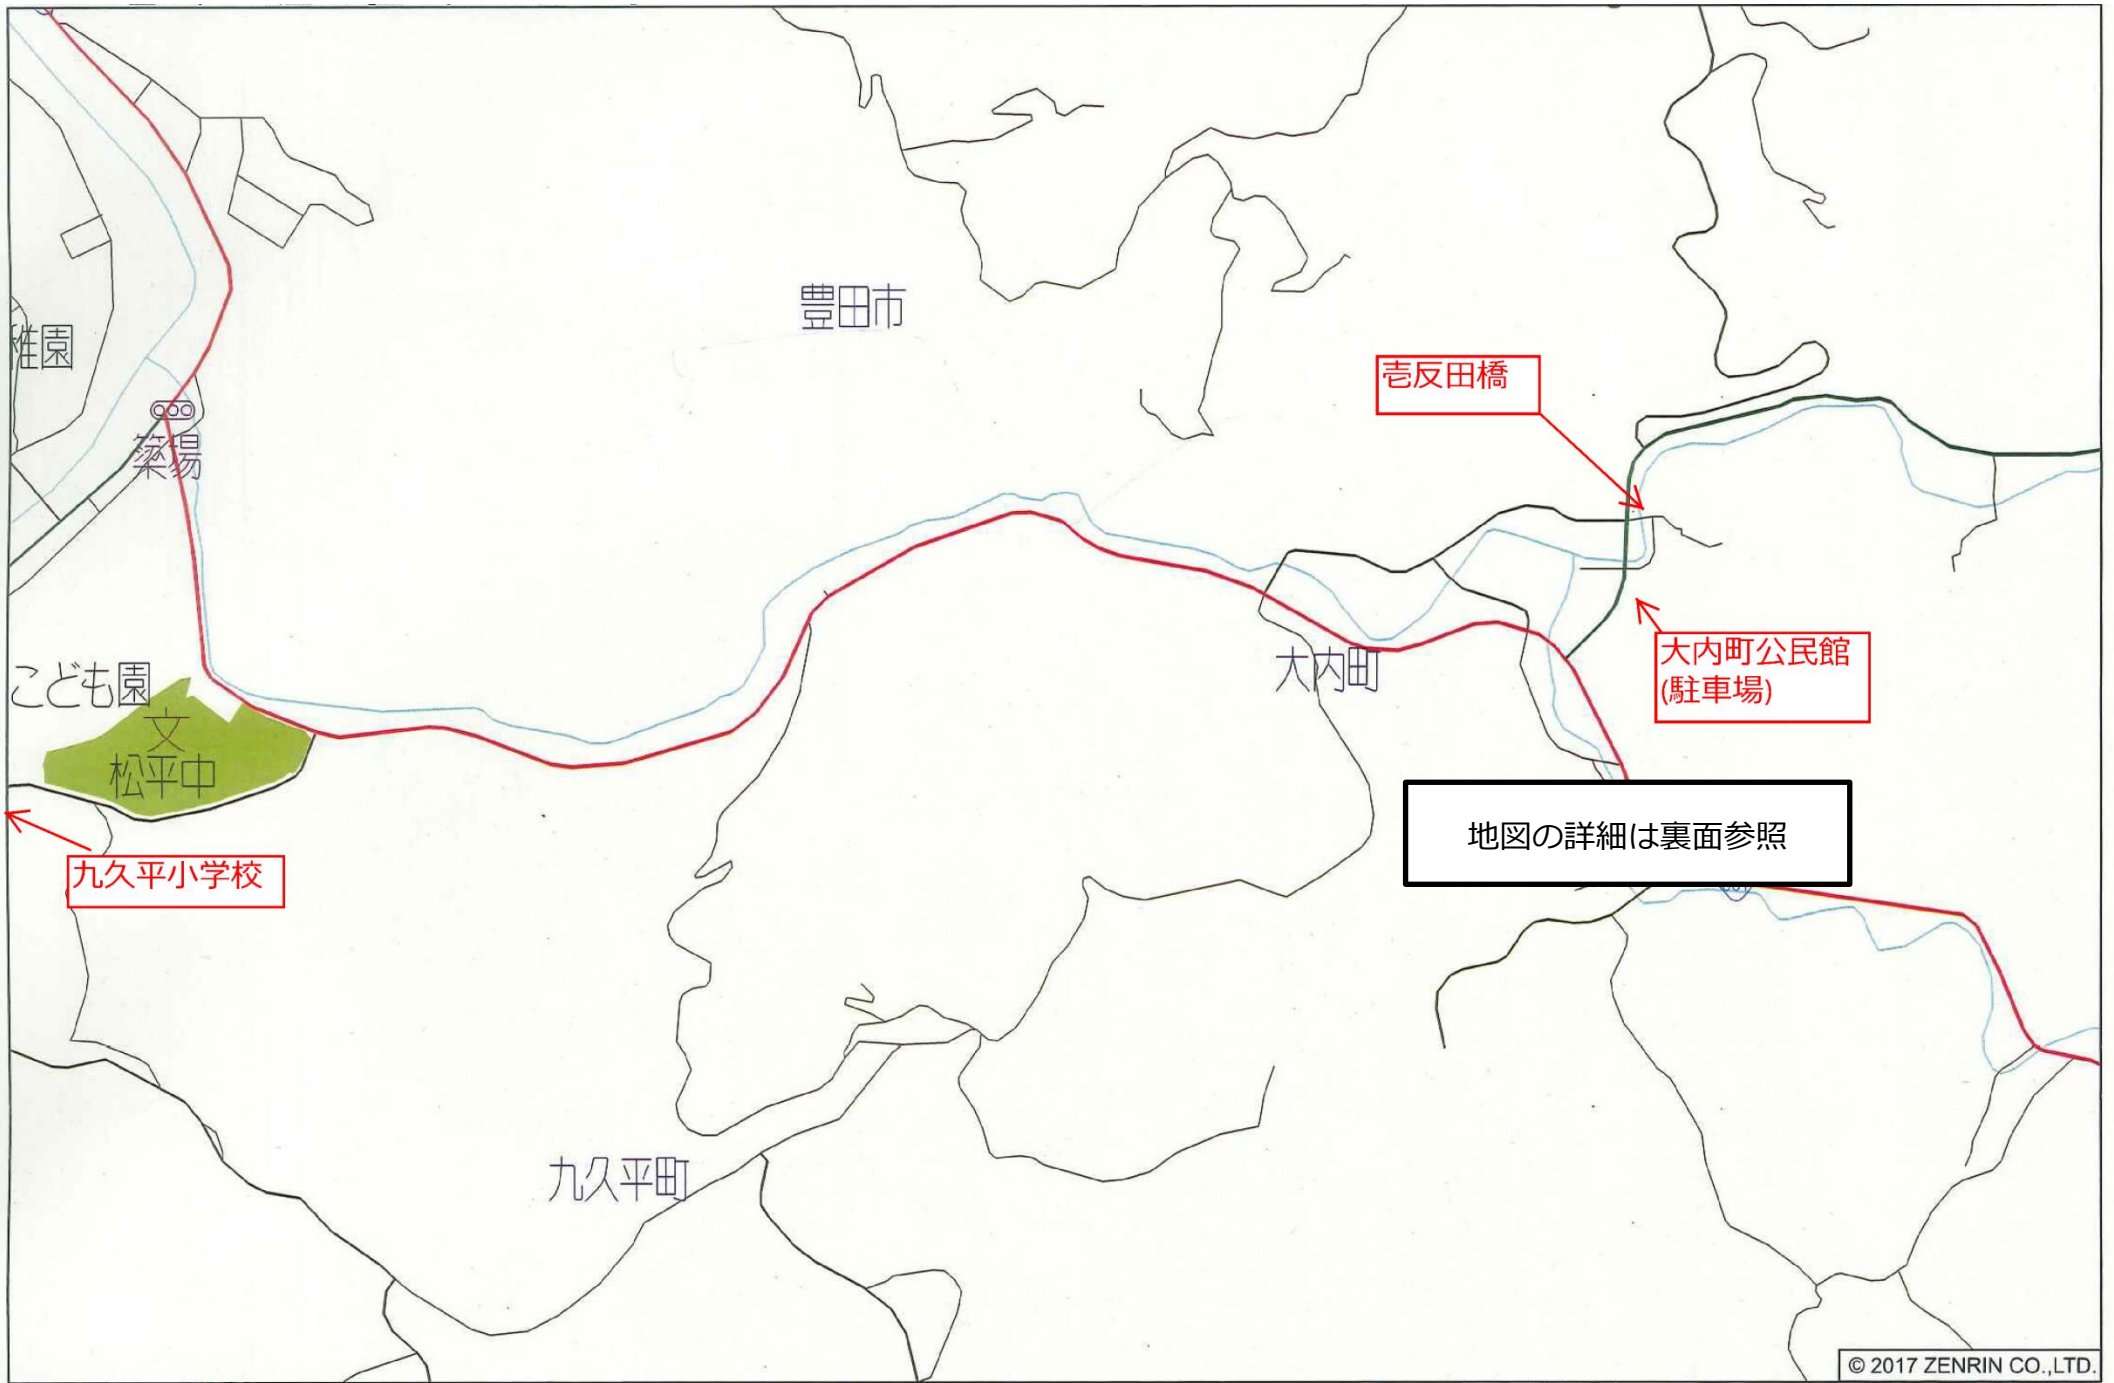 豊田市
稚園
壱反田橋
簗場
大内町公民館
(駐車場)
大内町
こども園
文
松平中
地図の詳細は裏面参照
九久平小学校
九久平町
© 2017 ZENRIN CO.,LTD.